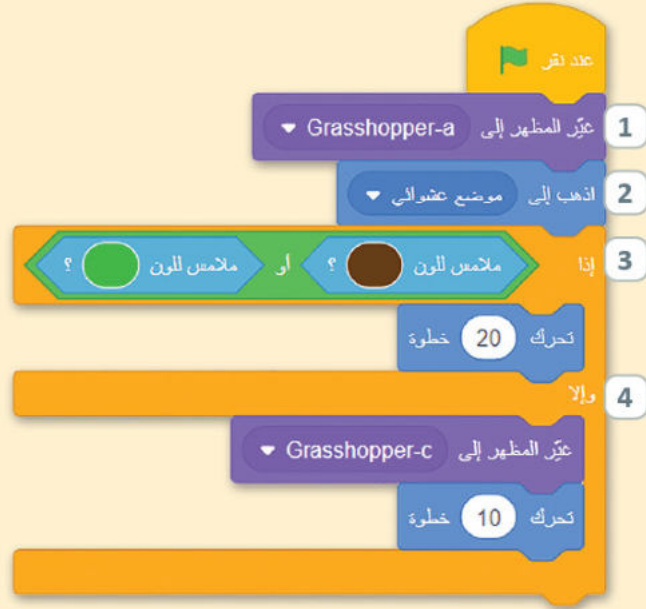 عند نقر
1 غيّر المظهر إلى Grasshopper-a
2 اذهب إلى موضع عشوائي
3 إذا ملامس للون ؟ أو ملامس للون ؟
تحرك 20 خطوة
4 وإلا
غيّر المظهر إلى Grasshopper-c
تحرك 10 خطوة